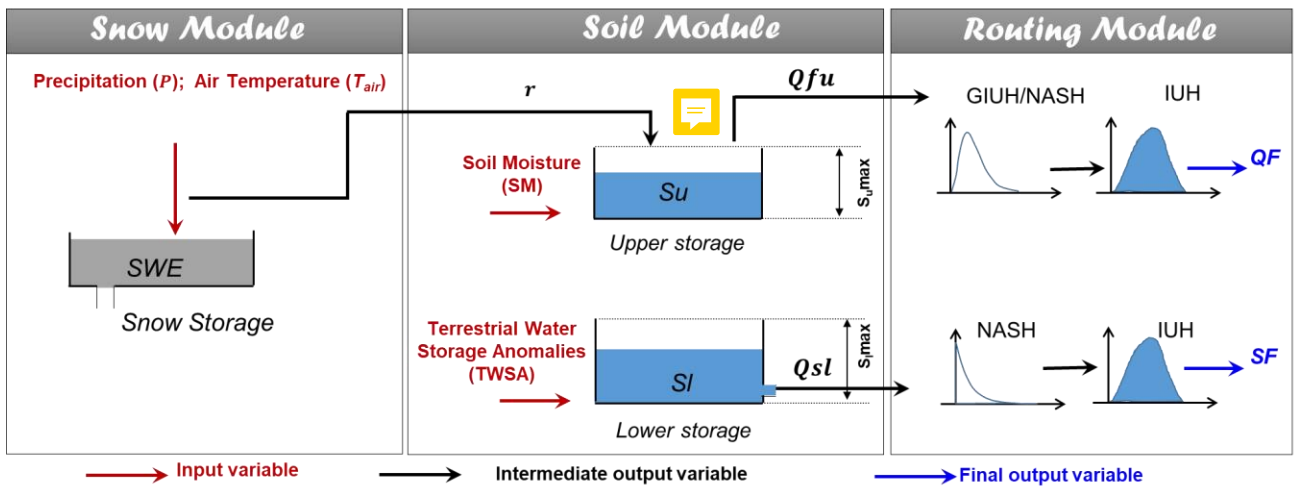 Snow Module
Soil Module
Routing Module
Precipitation (P); Air Temperature (Tair)
r
Qfu
GIUH/NASH
IUH
Soil Moisture
(SM)
Su
Sumax
QF
Upper storage
SWE
Snow Storage
Terrestrial Water
Storage Anomalies
(TWSA)
Sl
Qsl
Slmax
NASH
IUH
SF
Lower storage
Input variable
Intermediate output variable
Final output variable